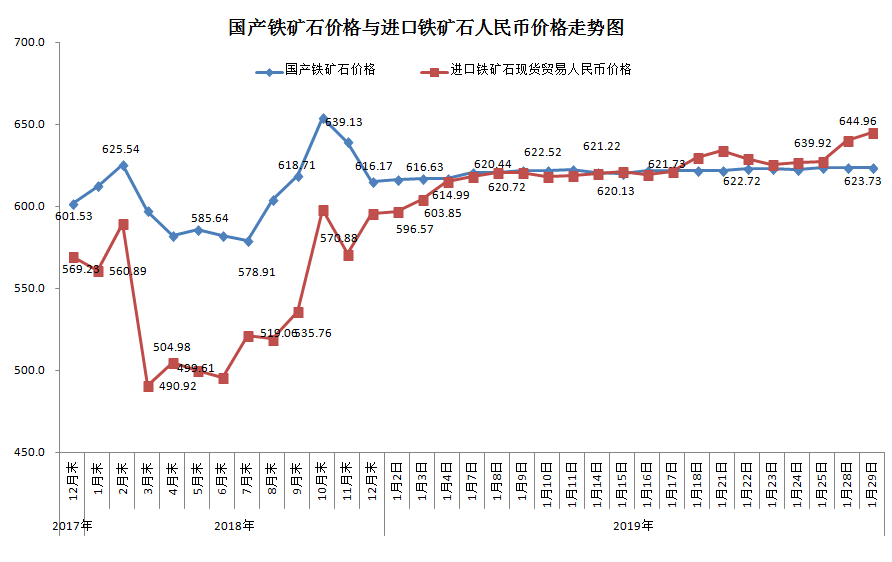 国产铁矿石价格与进口铁矿石人民币价格走势图
国产铁矿石价格
进口铁矿石现货贸易人民币价格
700.0
650.0
600.0
550.0
500.0
450.0
601.53
625.54
585.64
578.91
618.71
639.13
616.17
616.63
620.44
622.52
621.22
621.73
622.72
623.73
569.23
560.89
490.92
504.98
499.61
519.06
535.76
570.88
596.57
603.85
614.99
620.72
620.13
639.92
644.96
12月末
1月末
2月末
3月末
4月末
5月末
6月末
7月末
8月末
9月末
10月末
11月末
12月末
1月2日
1月3日
1月4日
1月7日
1月8日
1月9日
1月10日
1月11日
1月14日
1月15日
1月16日
1月17日
1月18日
1月21日
1月22日
1月23日
1月24日
1月25日
1月28日
1月29日
2017年
2018年
2019年